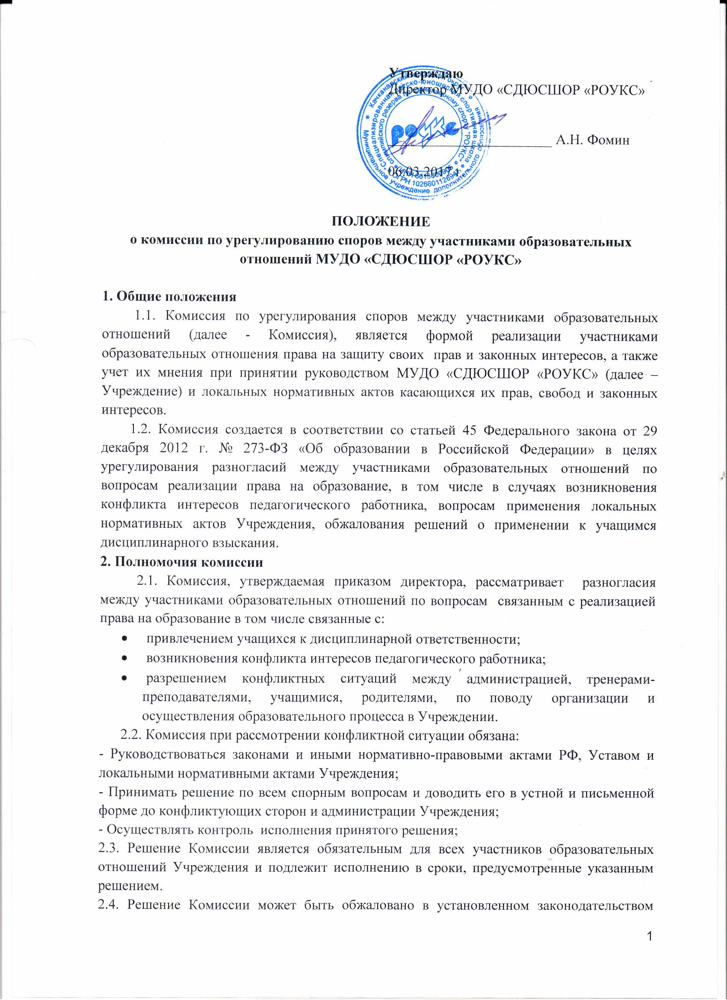 Утверждаю
Директор МУДО «СДЮСШОР «РОУКС»
А.Н. Фомин
06.03.2017 г.
* Качканарский городской округ * Муниципальное учреждение дополнительного образования
"Специализированная детско-юношеская спортивная школа * ОГРН 1026601126947 *
олимпийского резерва по горнолыжному спорту "РОУКС" * ИНН 6615000905 *
роукс
ПОЛОЖЕНИЕ
о комиссии по урегулированию споров между участниками образовательных
отношений МУДО «СДЮСШОР «РОУКС»
1. Общие положения
1.1. Комиссия по урегулирования споров между участниками образовательных
отношений (далее - Комиссия), является формой реализации участниками
образовательных отношения права на защиту своих прав и законных интересов, а также
учет их мнения при принятии руководством МУДО «СДЮСШОР «РОУКС» (далее –
Учреждение) и локальных нормативных актов касающихся их прав, свобод и законных
интересов.
1.2. Комиссия создается в соответствии со статьей 45 Федерального закона от 29
декабря 2012 г. № 273-ФЗ «Об образовании в Российской Федерации» в целях
урегулирования разногласий между участниками образовательных отношений по
вопросам реализации права на образование, в том числе в случаях возникновения
конфликта интересов педагогического работника, вопросам применения локальных
нормативных актов Учреждения, обжалования решений о применении к учащимся
дисциплинарного взыскания.
2. Полномочия комиссии
2.1. Комиссия, утверждаемая приказом директора, рассматривает разногласия
между участниками образовательных отношений по вопросам связанным с реализацией
права на образование в том числе связанные с:
• привлечением учащихся к дисциплинарной ответственности;
• возникновения конфликта интересов педагогического работника;
• разрешением конфликтных ситуаций между администрацией, тренерами-
преподавателями, учащимися, родителями, по поводу организации и
осуществления образовательного процесса в Учреждении.
2.2. Комиссия при рассмотрении конфликтной ситуации обязана:
- Руководствоваться законами и иными нормативно-правовыми актами РФ, Уставом и
локальными нормативными актами Учреждения;
- Принимать решение по всем спорным вопросам и доводить его в устной и письменной
форме до конфликтующих сторон и администрации Учреждения;
- Осуществлять контроль исполнения принятого решения;
2.3. Решение Комиссии является обязательным для всех участников образовательных
отношений Учреждения и подлежит исполнению в сроки, предусмотренные указанным
решением.
2.4. Решение Комиссии может быть обжаловано в установленном законодательством
1